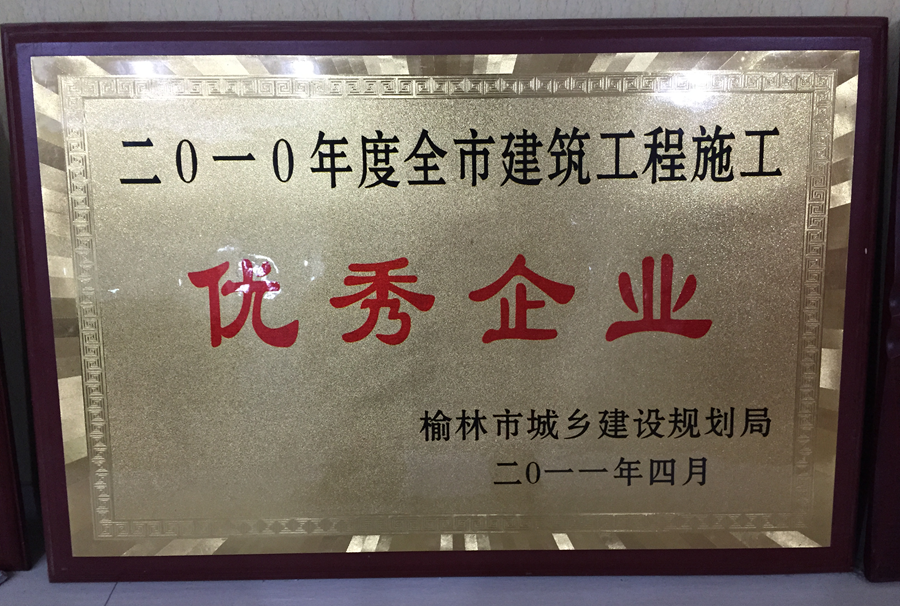 二0一0年度全市建筑工程施工
优秀企业
榆林市城乡建设规划局
二0一一年四月